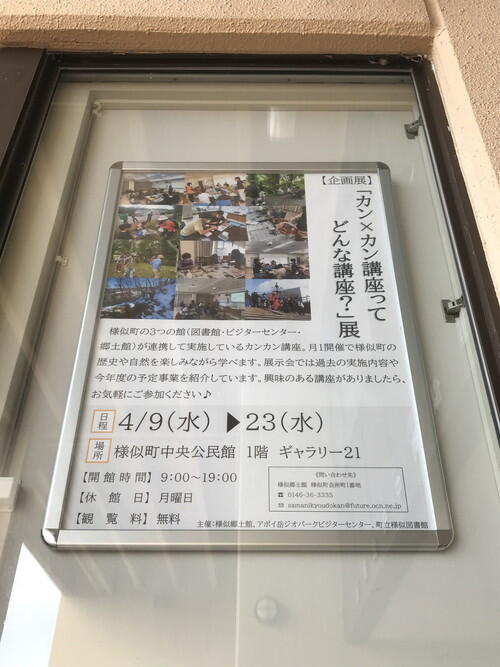 【企画展】
「カン×カン講座って
どんな講座？」展
様似町の3つの館(図書館・ビジターセンター・
郷土館)が連携して実施しているカンカン講座。月1開催で様似町の
歴史や自然を楽しみながら学べます。展示会では過去の実施内容や
今年度の予定事業を紹介しています。興味のある講座がありましたら、
お気軽にご参加ください♪
日程 4/9(水) ▶23(水)
場所 様似町中央公民館 1階 ギャラリー21
【開館時間】9:00～19:00
【休館日】月曜日
【観覧料】無料
《問い合わせ先》
様似郷土館 様似町会所町1番地
☎ 0146-36-3335
✉ samanikyoudokan@future.ocn.ne.jp
主催：様似郷土館、アポイ岳ジオパークビジターセンター、町立様似図書館